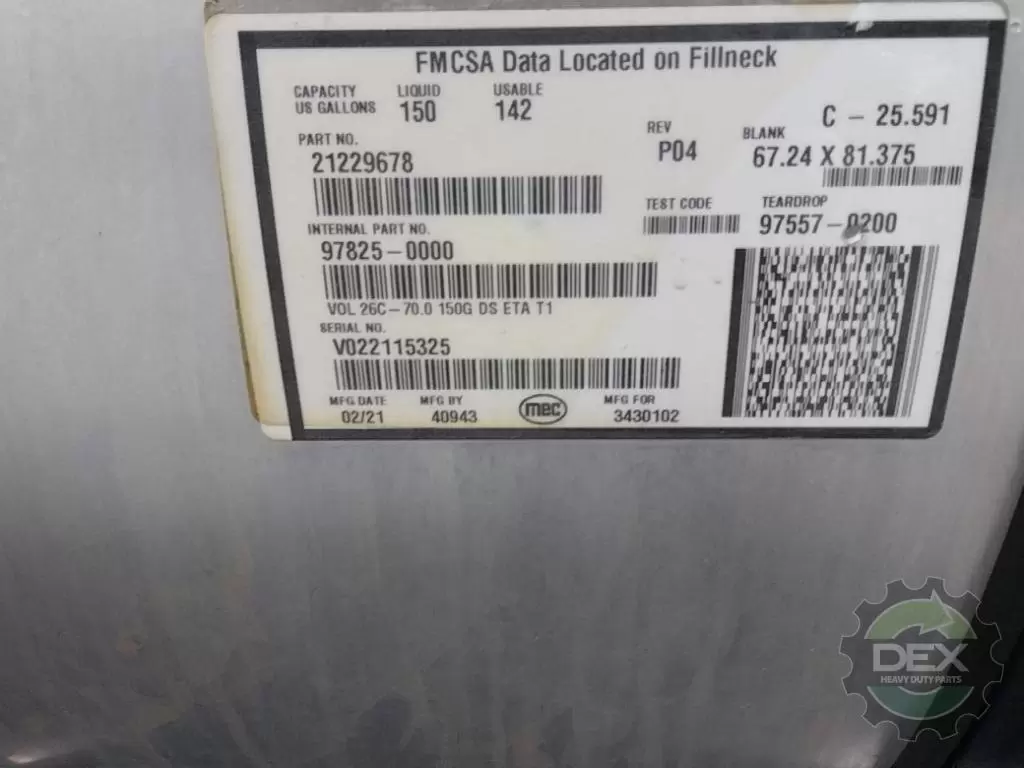 FMCSA Data Located on Fillneck
CAPACITY LIQUID USABLE
US GALLONS 150 142
C - 25.591
PART NO. REV BLANK
21229678 P04 67.24 X 81.375
INTERNAL PART NO. TEST CODE TEARDROP
97825-0000 97557-0200
VOL 26C-70.0 150G DS ETA T1
SERIAL NO.
V022115325
MFG DATE MFG BY mec MFG FOR
02/21 40943 3430102
DEX
HEAVY DUTY PARTS